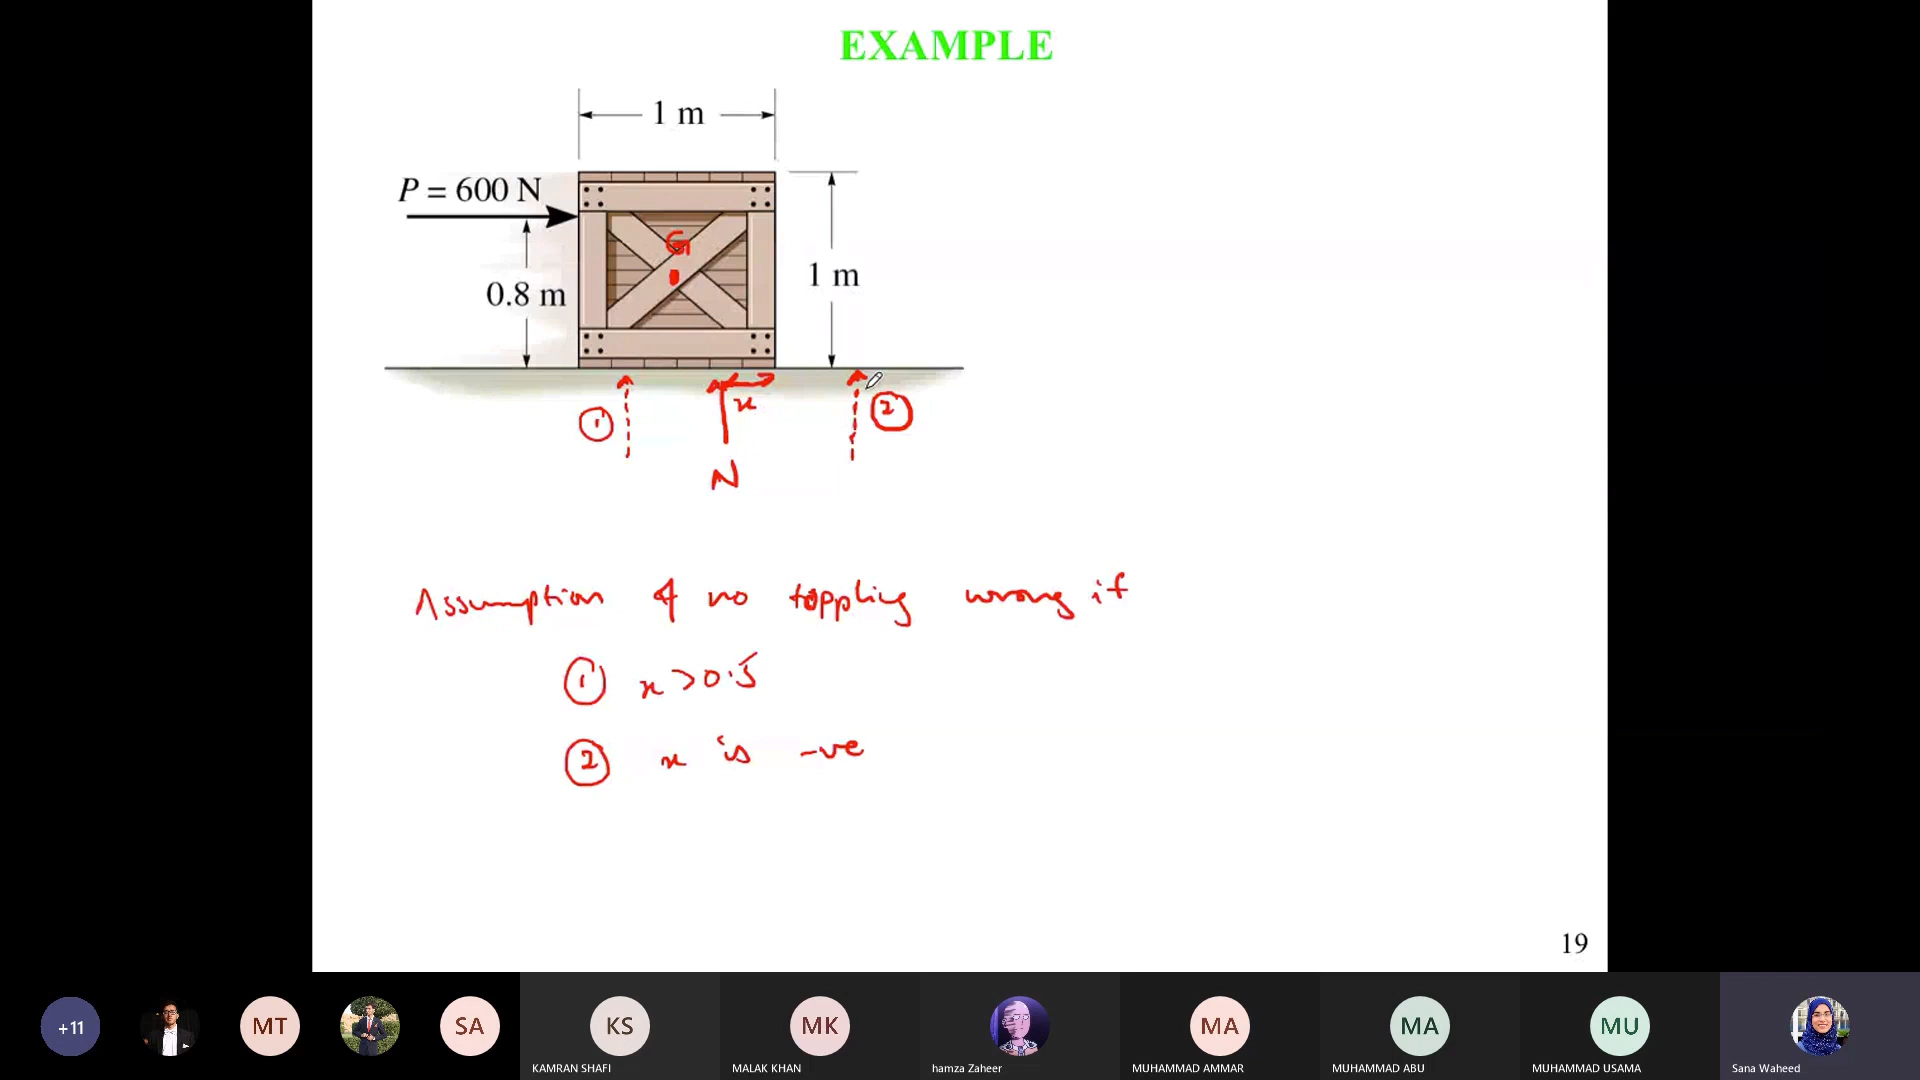 EXAMPLE
1 m
P = 600 N
G
0.8 m
1 m
1
x
2
N
Assumption of no toppling wrong if
1 x > 0.5
2 x is -ve
19
+11
MT
SA
KS
MK
MA
MA
MU
KAMRAN SHAFI
MALAK KHAN
hamza Zaheer
MUHAMMAD AMMAR
MUHAMMAD ABU
MUHAMMAD USAMA
Sana Waheed